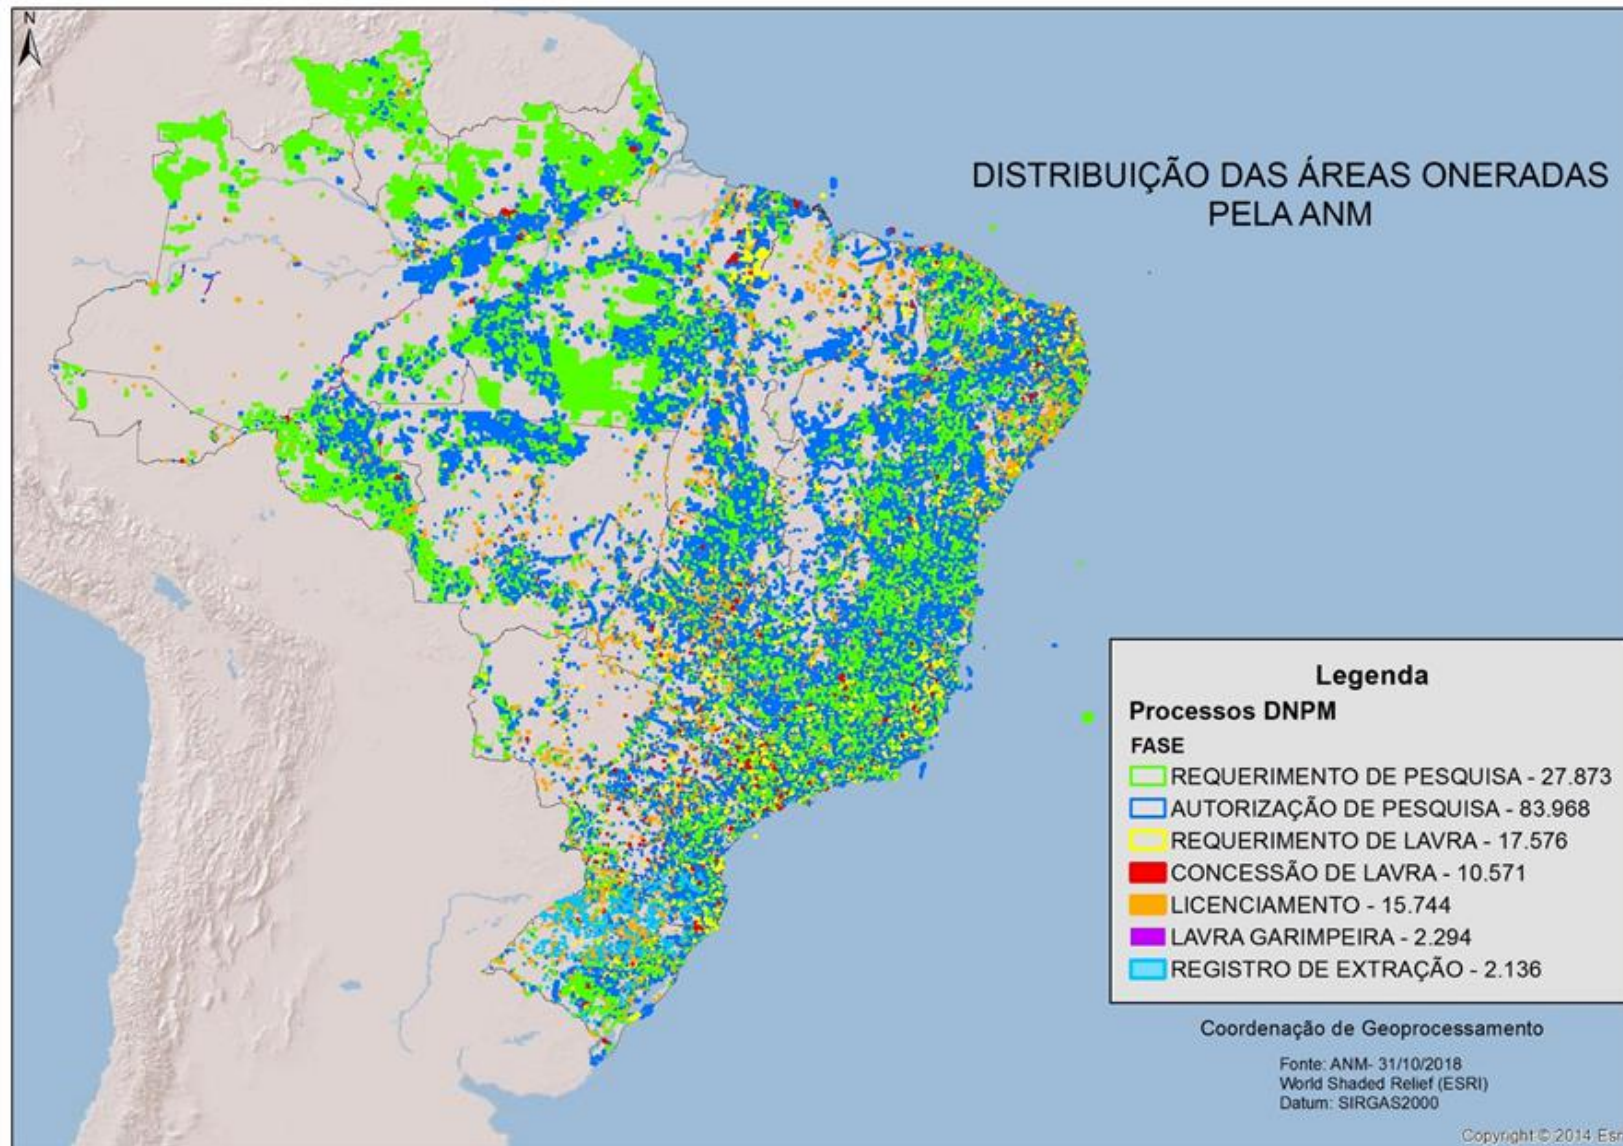 N
DISTRIBUIÇÃO DAS ÁREAS ONERADAS
PELA ANM
Legenda
Processos DNPM
FASE
REQUERIMENTO DE PESQUISA - 27.873
AUTORIZAÇÃO DE PESQUISA - 83.968
REQUERIMENTO DE LAVRA - 17.576
CONCESSÃO DE LAVRA - 10.571
LICENCIAMENTO - 15.744
LAVRA GARIMPEIRA - 2.294
REGISTRO DE EXTRAÇÃO - 2.136
Coordenação de Geoprocessamento
Fonte: ANM- 31/10/2018
World Shaded Relief (ESRI)
Datum: SIRGAS2000
Copyright © 2014